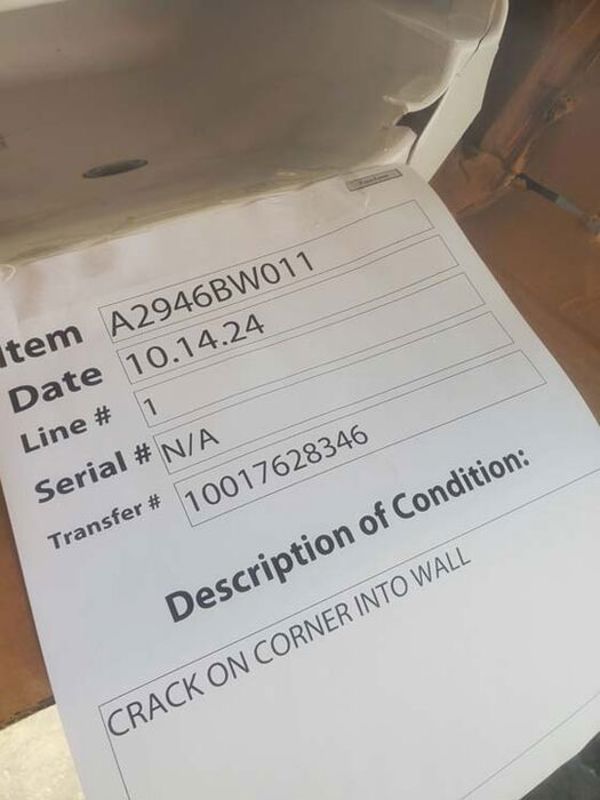 Item A2946BW011
Date 10.14.24
Line # 1
Serial # N/A
Transfer # 10017628346
Description of Condition:
CRACK ON CORNER INTO WALL